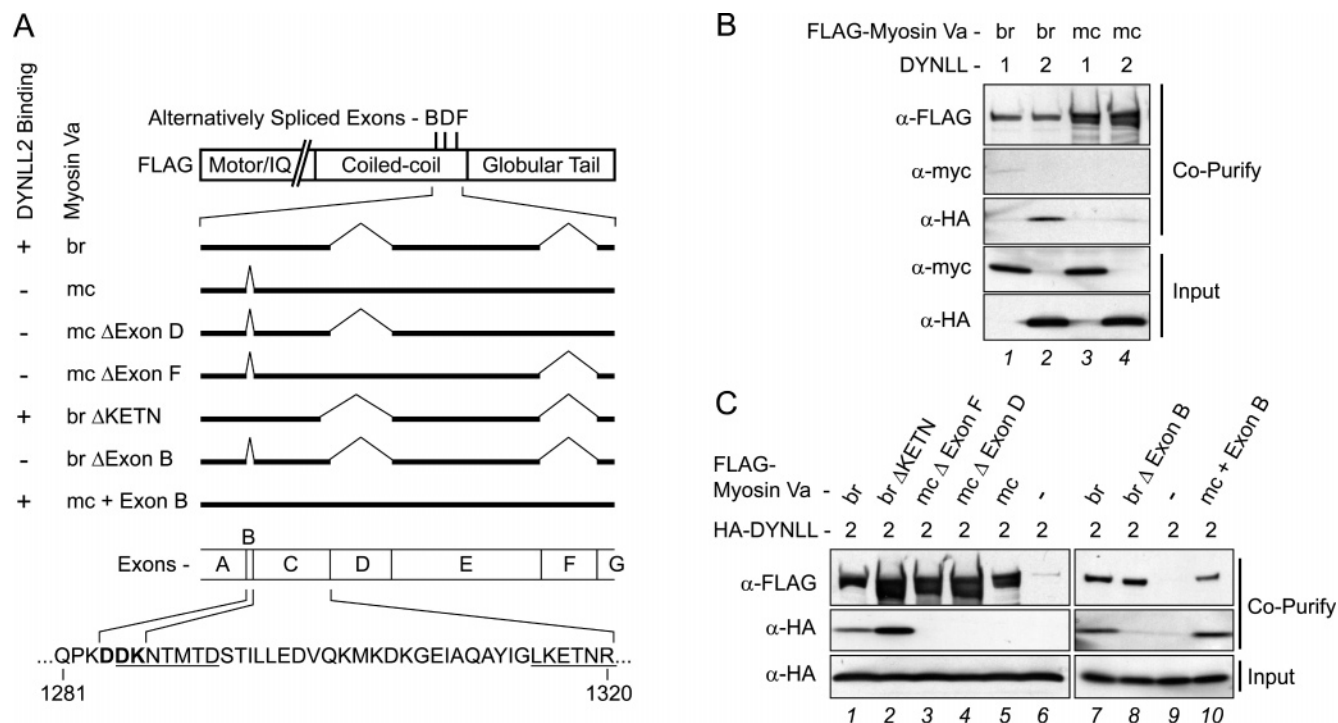 A
DYNLL2 Binding
Myosin Va
Alternatively Spliced Exons - BDF
FLAG Motor/IQ Coiled-coil Globular Tail
+ br
- mc
- mc ΔExon D
- mc ΔExon F
+ br ΔKETN
- br ΔExon B
+ mc + Exon B
B
Exons - A C D E F G
...QPKDDKNTMTDSTILLEDVQKMKDKGEIAQAYIGLKETNR...
1281 1320
B
FLAG-Myosin Va - br br mc mc
DYNLL - 1 2 1 2
α-FLAG
α-myc
α-HA
Co-Purify
α-myc
α-HA
Input
1 2 3 4
C
FLAG-
Myosin Va - br br ΔKETN mc Δ Exon F mc Δ Exon D mc - br br Δ Exon B - mc + Exon B
HA-DYNLL - 2 2 2 2 2 2 2 2 2 2
α-FLAG
α-HA
Co-Purify
α-HA
Input
1 2 3 4 5 6 7 8 9 10